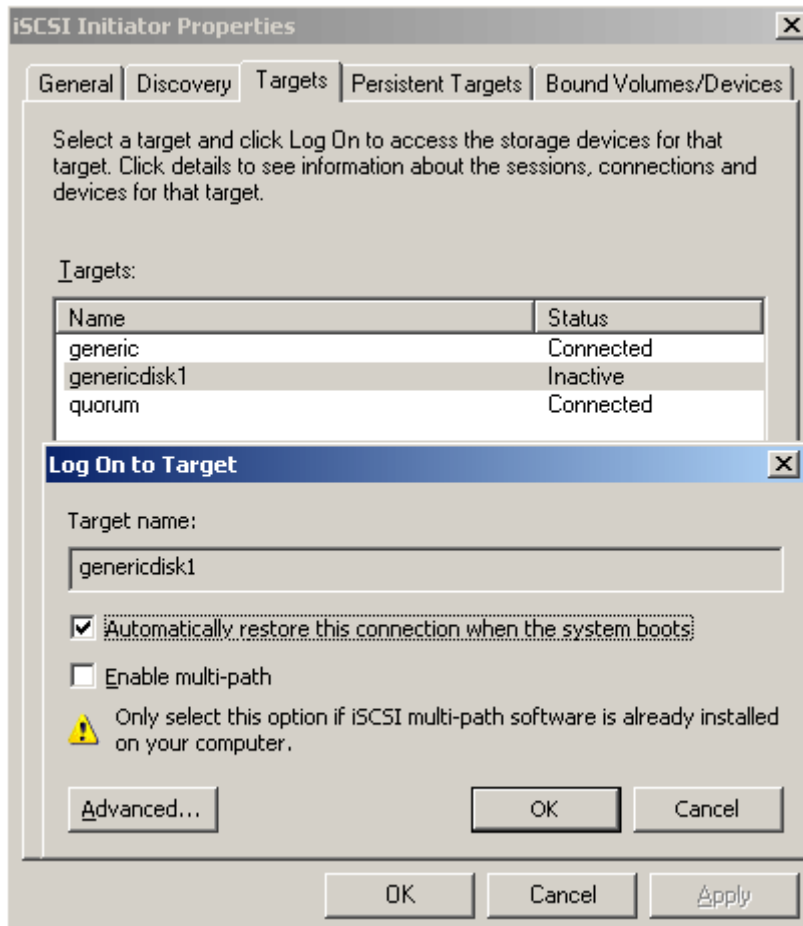 iSCSI Initiator Properties
General Discovery Targets Persistent Targets Bound Volumes/Devices
Select a target and click Log On to access the storage devices for that
target. Click details to see information about the sessions, connections and
devices for that target.
Targets:
Name Status
generic Connected
genericdisk1 Inactive
quorum Connected
Log On to Target
Target name:
genericdisk1
Automatically restore this connection when the system boots
Enable multi-path
Only select this option if iSCSI multi-path software is already installed
on your computer.
Advanced... OK Cancel
OK Cancel Apply